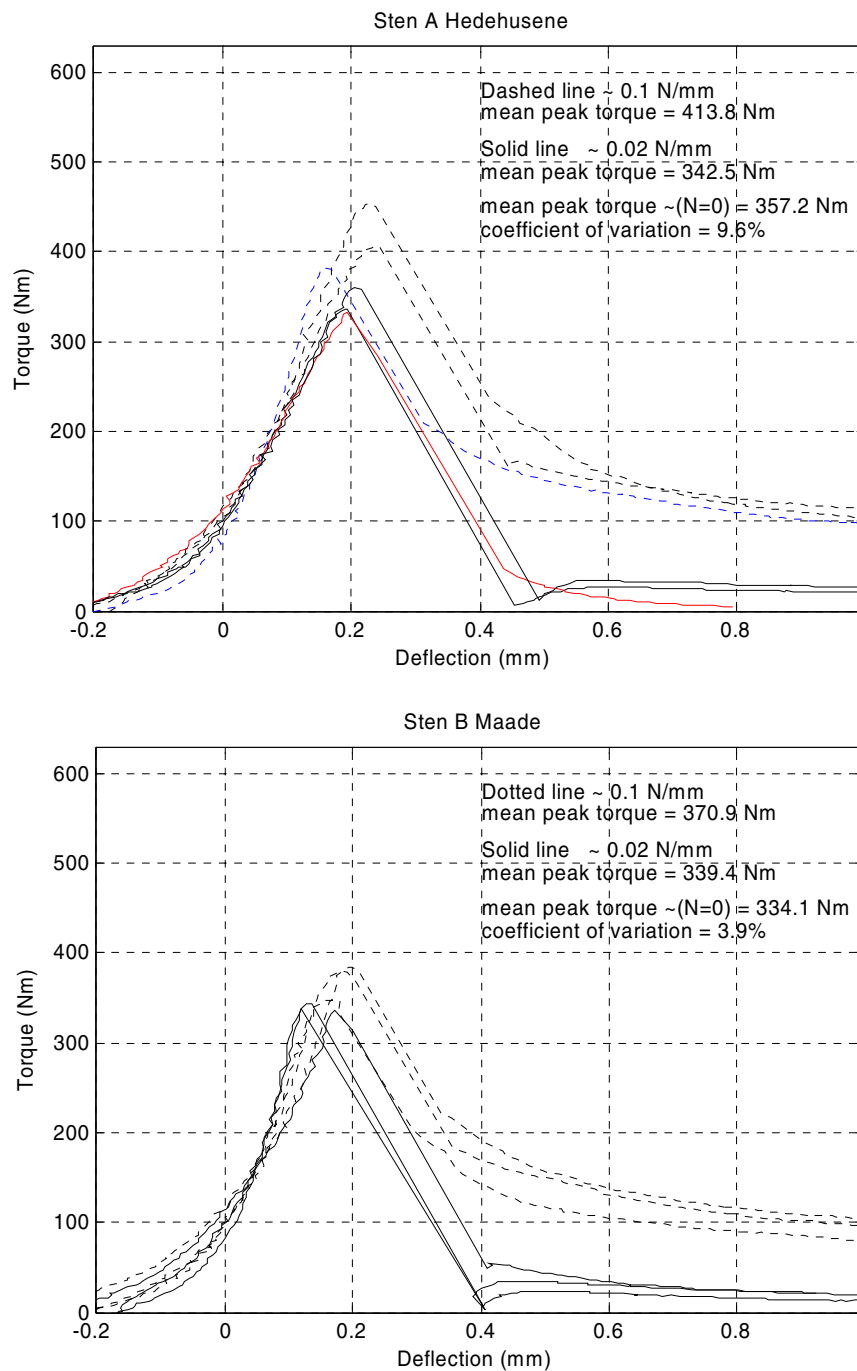 Sten A Hedehusene
600
Dashed line ~ 0.1 N/mm
mean peak torque = 413.8 Nm
500
Solid line ~ 0.02 N/mm
mean peak torque = 342.5 Nm
mean peak torque ~(N=0) = 357.2 Nm
coefficient of variation = 9.6%
400
Torque (Nm)
300
200
100
0
-0.2 0 0.2 0.4 0.6 0.8
Deflection (mm)
Sten B Maade
600
Dotted line ~ 0.1 N/mm
mean peak torque = 370.9 Nm
500
Solid line ~ 0.02 N/mm
mean peak torque = 339.4 Nm
mean peak torque ~(N=0) = 334.1 Nm
coefficient of variation = 3.9%
400
Torque (Nm)
300
200
100
0
-0.2 0 0.2 0.4 0.6 0.8
Deflection (mm)